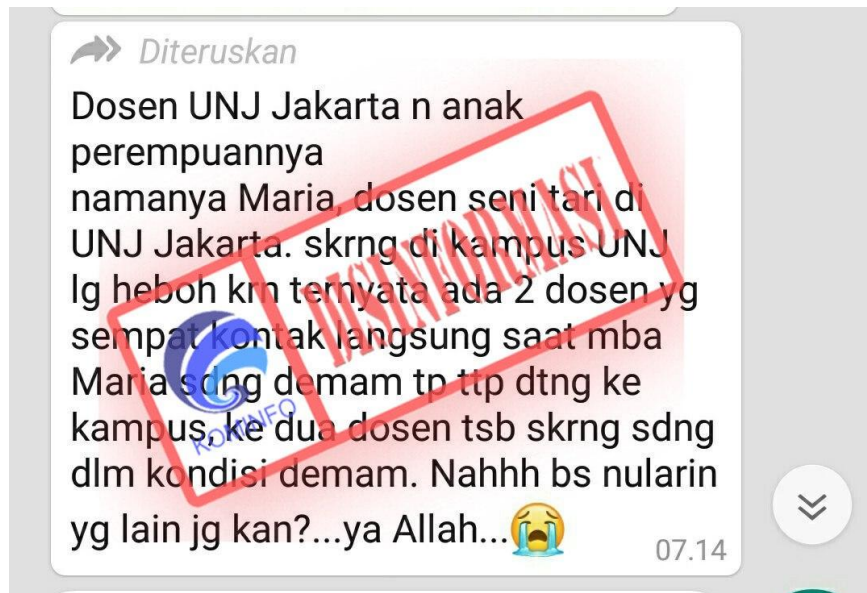 Diteruskan
Dosen UNJ Jakarta n anak
perempuannya
namanya Maria, dosen seni tari di
UNJ Jakarta. skrng di kampus UNJ
lg heboh krn ternyata ada 2 dosen yg
sempat kontak langsung saat mba
Maria sdng demam tp ttp dtng ke
kampus, ke dua dosen tsb skrng sdng
dlm kondisi demam. Nahhh bs nularin
yg lain jg kan?...ya Allah...😭
07.14
DISINFORMASI
KOMINFO